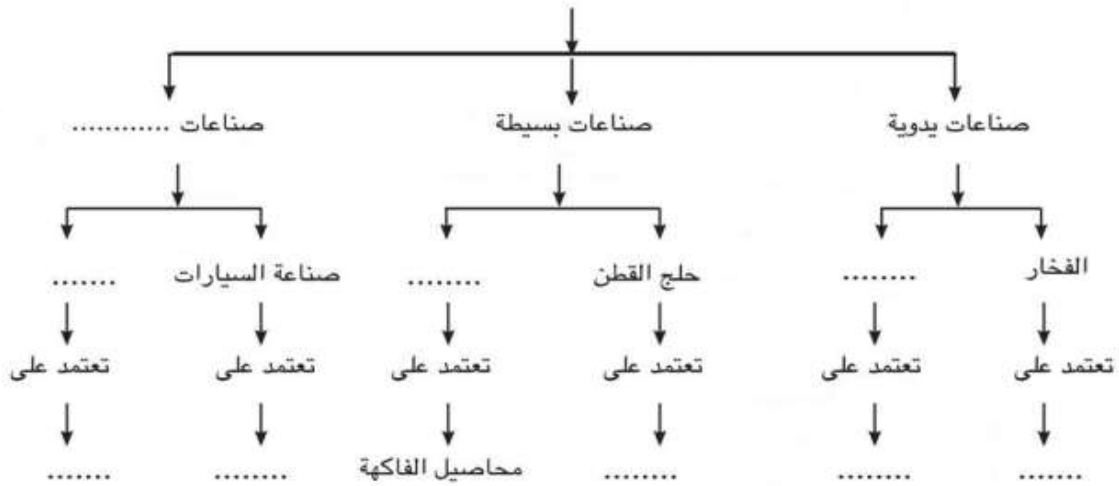 صناعات يدوية صناعات بسيطة صناعات ............
الفخار ........ حلج القطن ........ صناعة السيارات .......
تعتمد على تعتمد على تعتمد على تعتمد على تعتمد على تعتمد على
....... ........ ........ محاصيل الفاكهة ........ .......